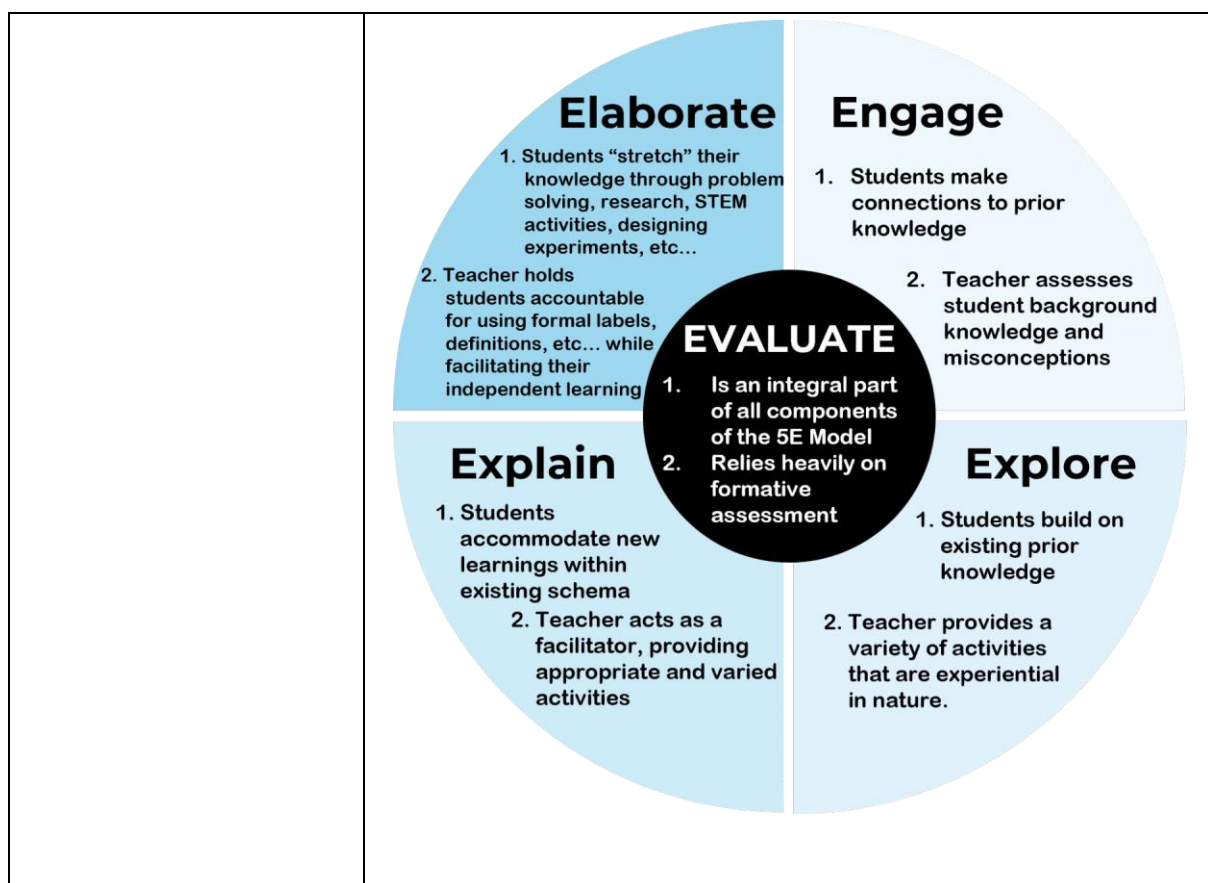 Elaborate
1. Students “stretch” their
knowledge through problem
solving, research, STEM
activities, designing
experiments, etc...
2. Teacher holds
students accountable
for using formal labels,
definitions, etc... while
facilitating their
independent learning
Engage
1. Students make
connections to prior
knowledge
2. Teacher assesses
student background
knowledge and
misconceptions
EVALUATE
1. Is an integral part
of all components
of the 5E Model
2. Relies heavily on
formative
assessment
Explain
1. Students
accommodate new
learnings within
existing schema
2. Teacher acts as a
facilitator, providing
appropriate and varied
activities
Explore
1. Students build on
existing prior
knowledge
2. Teacher provides a
variety of activities
that are experiential
in nature.